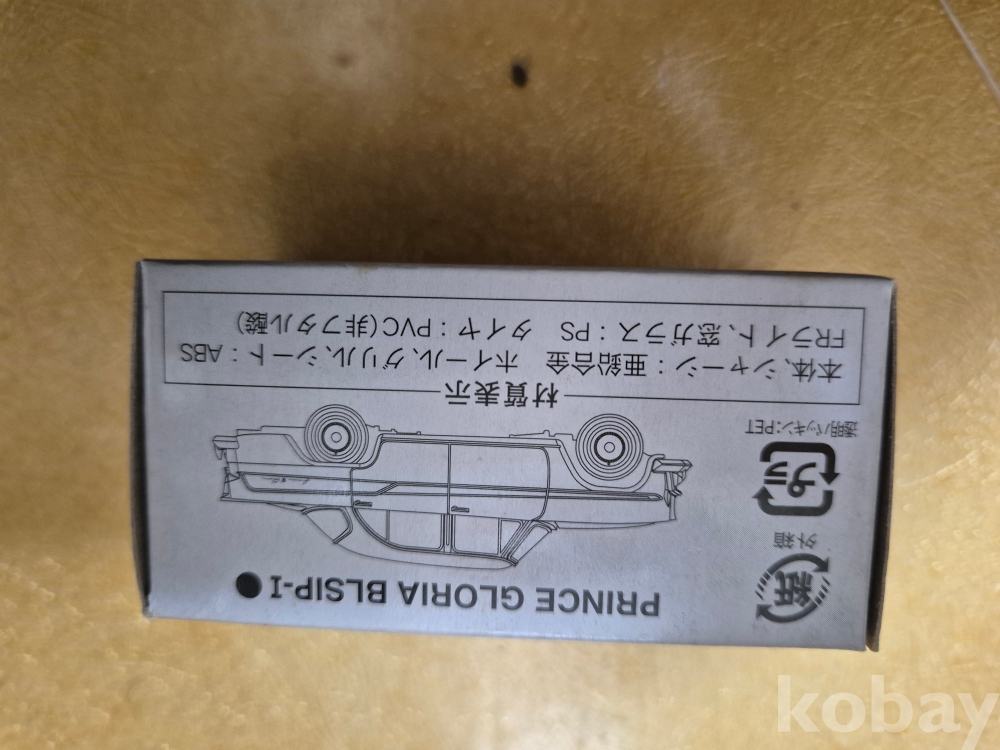 PRINCE GLORIA BLSIP-I ●
紙
外箱
プラ
透明パッキン:PET
材質表示
本体、シャーシ:亜鉛合金 ホイール、グリル、シート:ABS
FRライト、窓ガラス:PS タイヤ:PVC(非フタル酸)
kobay